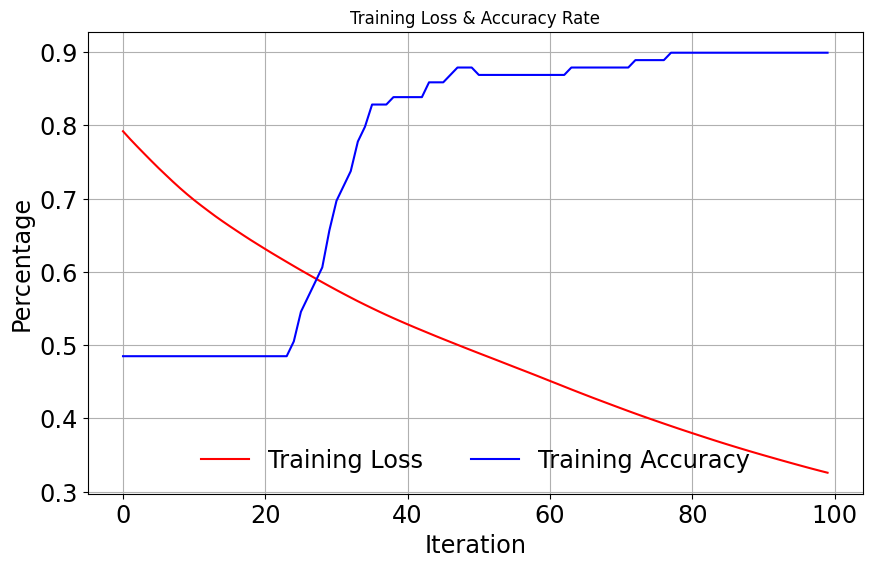 Training Loss & Accuracy Rate
0.9
0.8
0.7
0.6
0.5
0.4
0.3
Percentage
Training Loss
Training Accuracy
0 20 40 60 80 100
Iteration